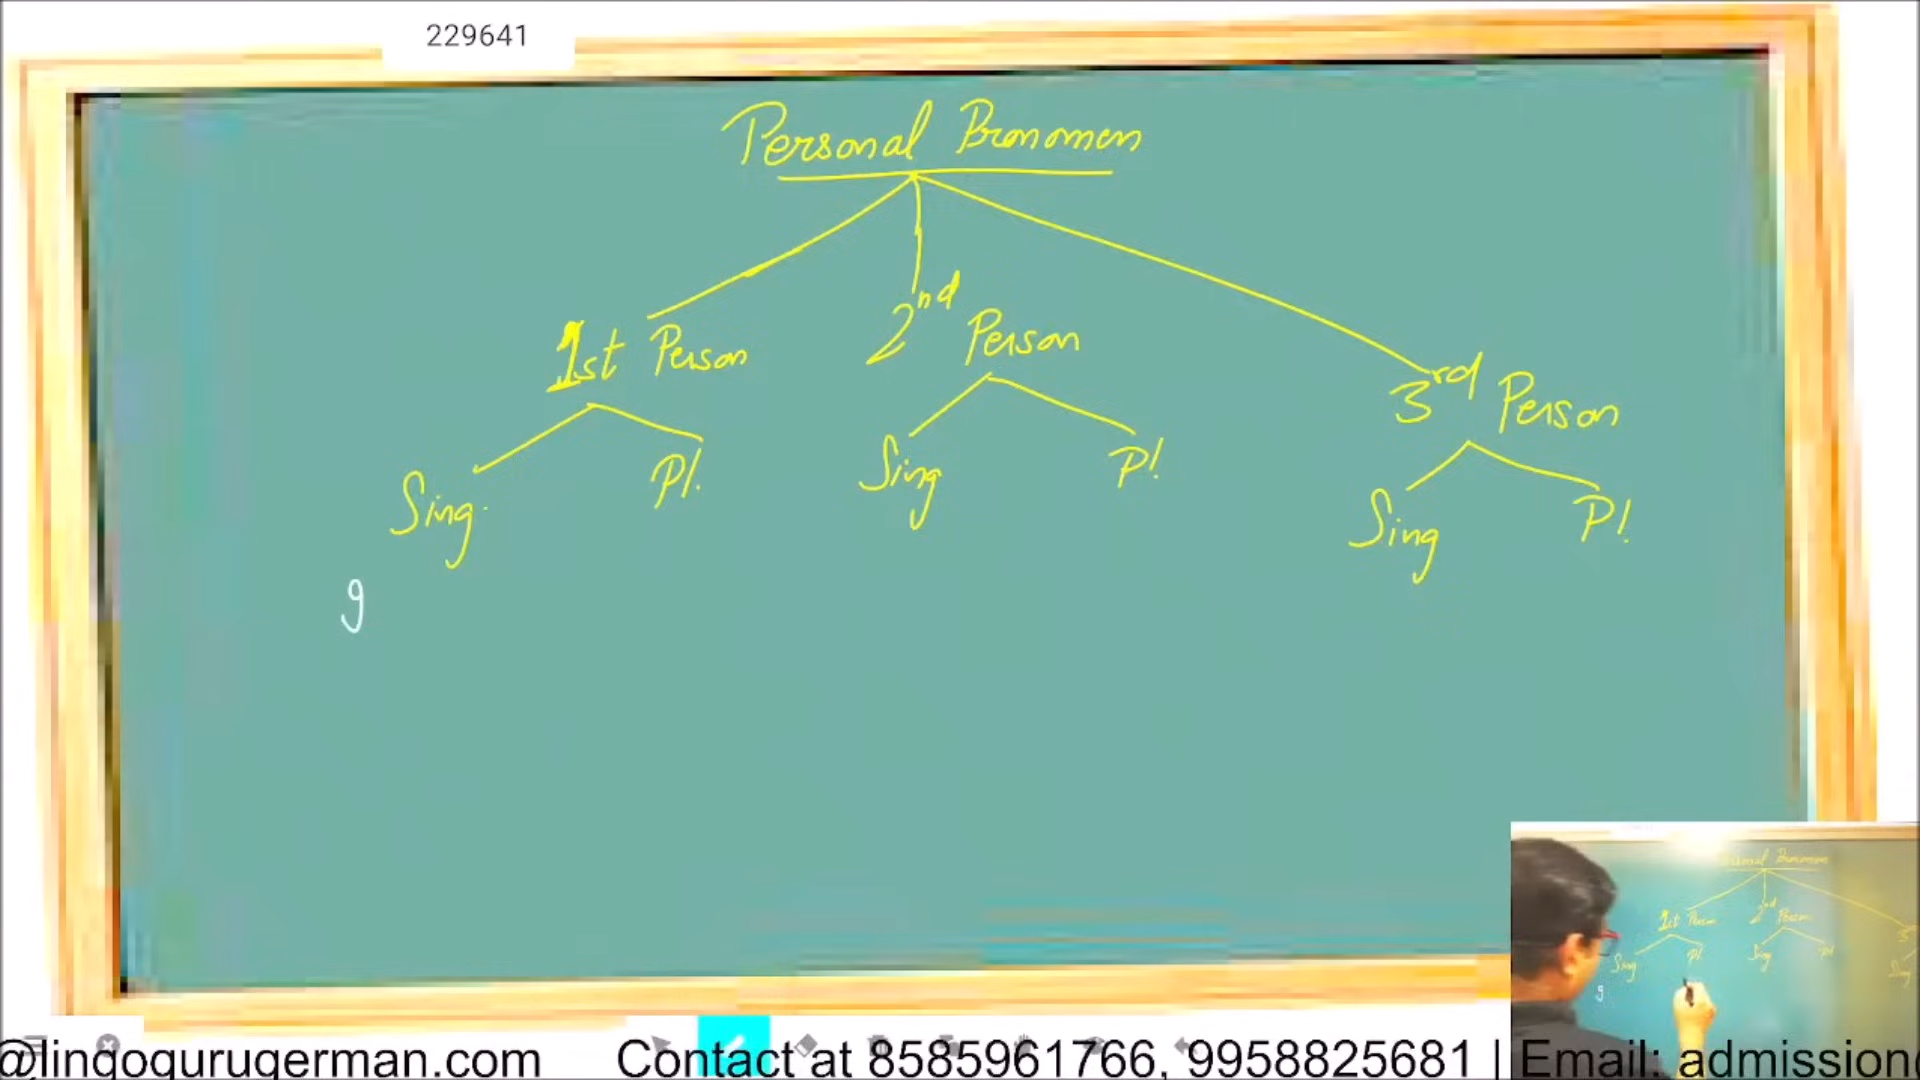 229641
Personal Pronomen
1st Person
2nd Person
3rd Person
Sing.
Pl.
Sing
Pl
Sing
Pl.
g
@lingogurugerman.com Contact at 8585961766, 9958825681 | Email: admission